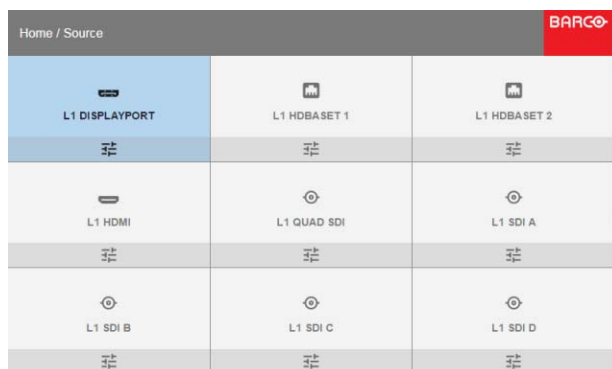 Home / Source
BARCO
L1 DISPLAYPORT
L1 HDBASET 1
L1 HDBASET 2
L1 HDMI
L1 QUAD SDI
L1 SDI A
L1 SDI B
L1 SDI C
L1 SDI D